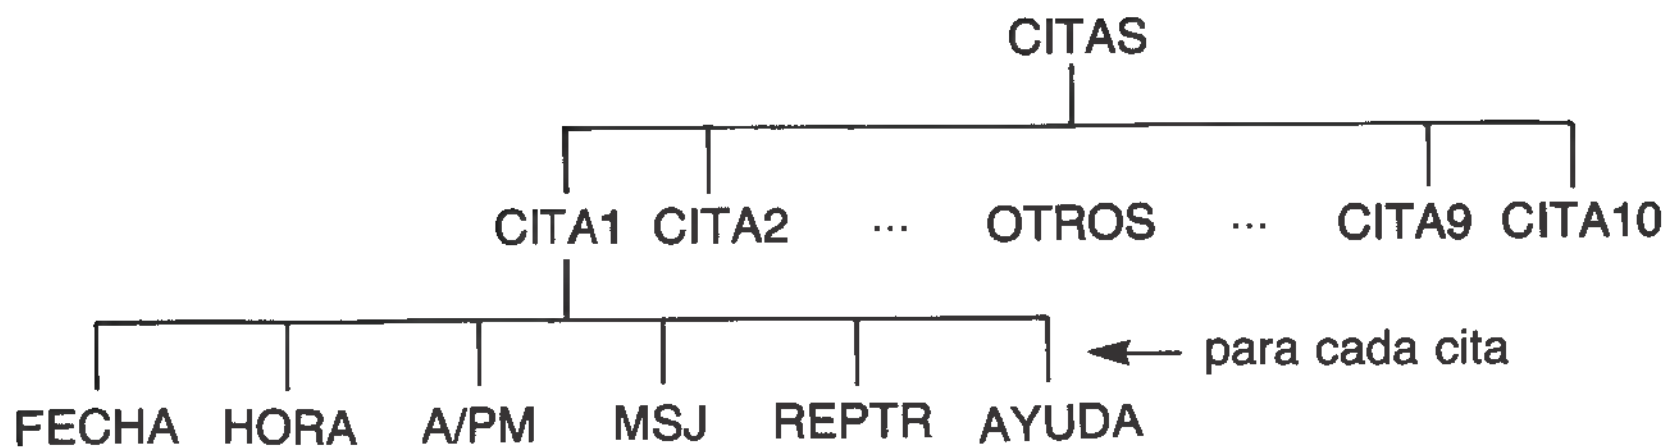 CITAS
CITA1 CITA2 ... OTROS ... CITA9 CITA10
para cada cita
FECHA HORA A/PM MSJ REPTR AYUDA